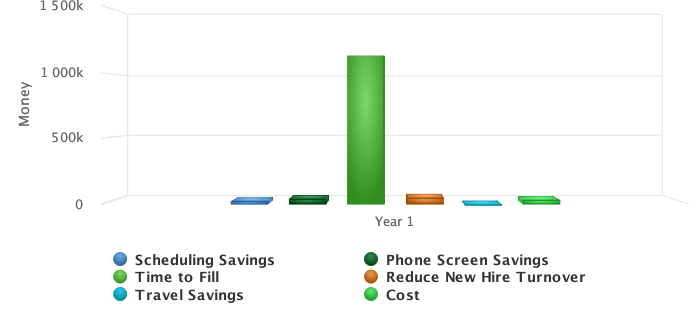 1 500k
1 000k
500k
0
Money
Year 1
Scheduling Savings
Phone Screen Savings
Time to Fill
Reduce New Hire Turnover
Travel Savings
Cost